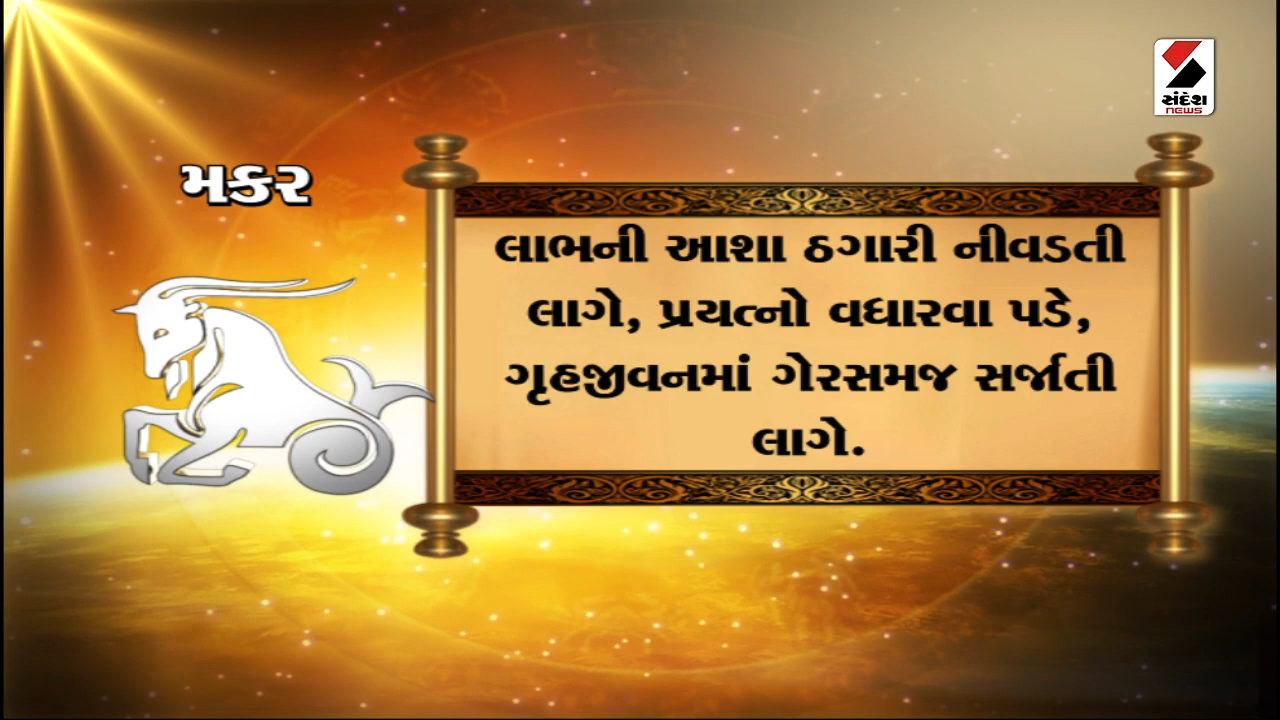 સંદેશ
NEWS
મકર
લાભની આશા ઠગારી નીવડતી
લાગે, પ્રયત્નો વધારવા પડે,
ગૃહજીવનમાં ગેરસમજ સર્જાતી
લાગે.